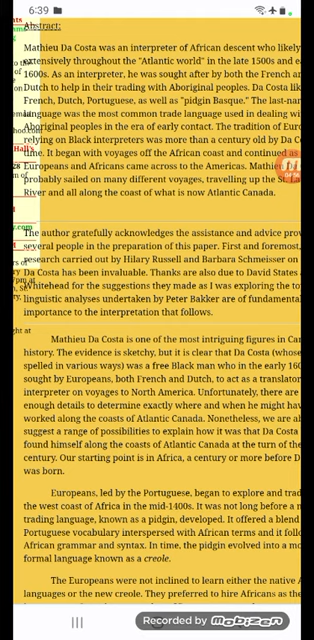 6:39
Abstract:
Mathieu Da Costa was an interpreter of African descent who likely
extensively throughout the "Atlantic world" in the late 1500s and e
1600s. As an interpreter, he was sought after by both the French an
Dutch to help in their trading with Aboriginal peoples. Da Costa lik
French, Dutch, Portuguese, as well as "pidgin Basque." The last-nam
language was the most common trade language used in dealing wi
Aboriginal peoples in the era of early contact. The tradition of Euro
relying on Black interpreters was more than a century old by Da C
time. It began with voyages off the African coast and continued as
Europeans and Africans came across to the Americas. Mathieu
probably sailed on many different voyages, travelling up the St. La
River and all along the coast of what is now Atlantic Canada.
The author gratefully acknowledges the assistance and advice prov
several people in the preparation of this paper. First and foremost,
research carried out by Hilary Russell and Barbara Schmeisser on
Da Costa has been invaluable. Thanks are also due to David States
Whitehead for the suggestions they made as I was exploring the to
linguistic analyses undertaken by Peter Bakker are of fundamental
importance to the interpretation that follows.
Mathieu Da Costa is one of the most intriguing figures in Can
history. The evidence is sketchy, but it is clear that Da Costa (whose
spelled in various ways) was a free Black man who in the early 160
sought by Europeans, both French and Dutch, to act as a translator
interpreter on voyages to North America. Unfortunately, there are
enough details to determine exactly where and when he might hav
worked along the coasts of Atlantic Canada. Nonetheless, we are ab
suggest a range of possibilities to explain how it was that Da Costa
found himself along the coasts of Atlantic Canada at the turn of the
century. Our starting point is in Africa, a century or more before D
was born.
Europeans, led by the Portuguese, began to explore and trad
the west coast of Africa in the mid-1400s. It was not long before a n
trading language, known as a pidgin, developed. It offered a blend
Portuguese vocabulary interspersed with African terms and it follo
African grammar and syntax. In time, the pidgin evolved into a mo
formal language known as a creole.
The Europeans were not inclined to learn either the native A
languages or the new creole. They preferred to hire Africans as the
Recorded by mobizen